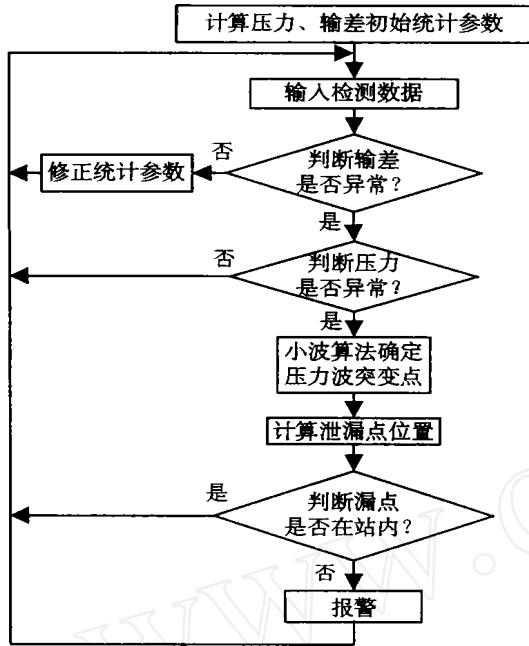 计算压力、输差初始统计参数
输入检测数据
判断输差
是否异常?
否
修正统计参数
是
判断压力
是否异常?
否
是
小波算法确定
压力波突变点
计算泄漏点位置
判断漏点
是否在站内?
是
否
报警
www.c